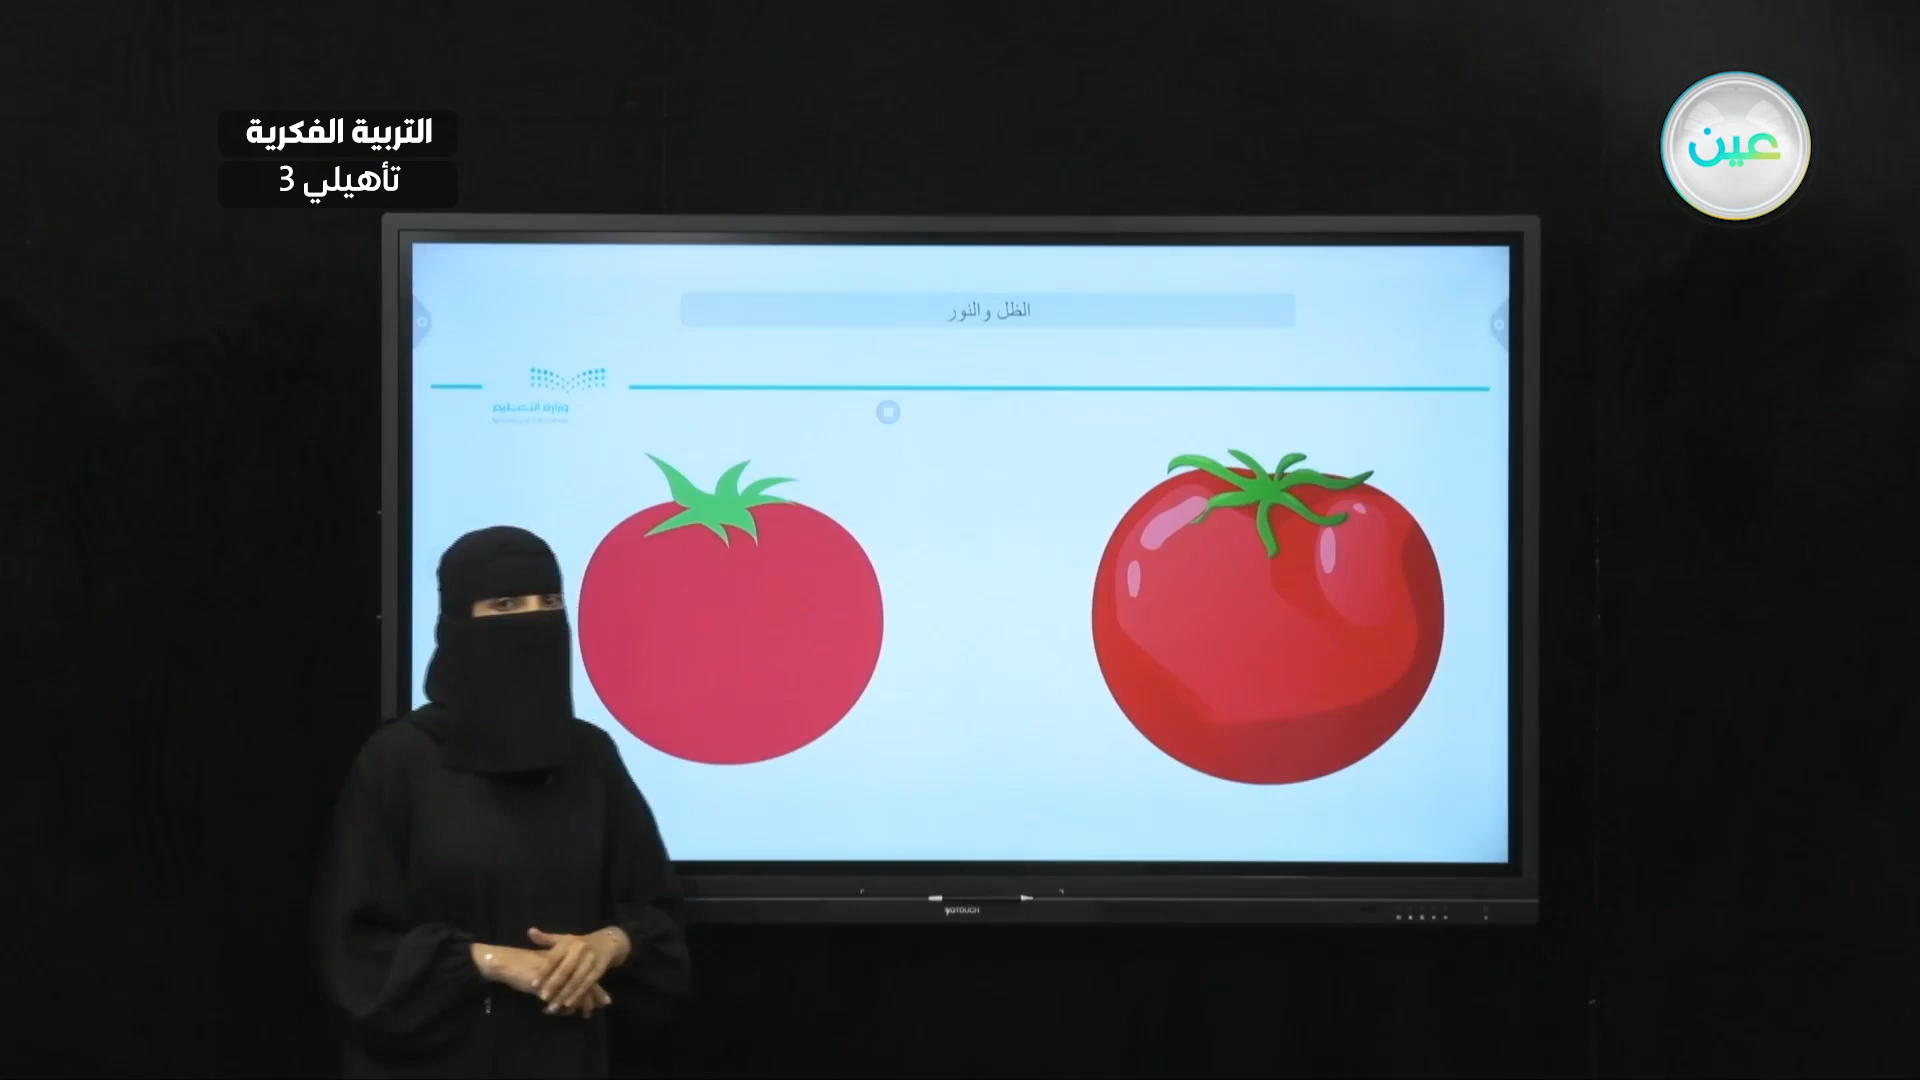 التربية الفكرية
تأهيلي 3
عين
الظل والنور
وزارة التعليم